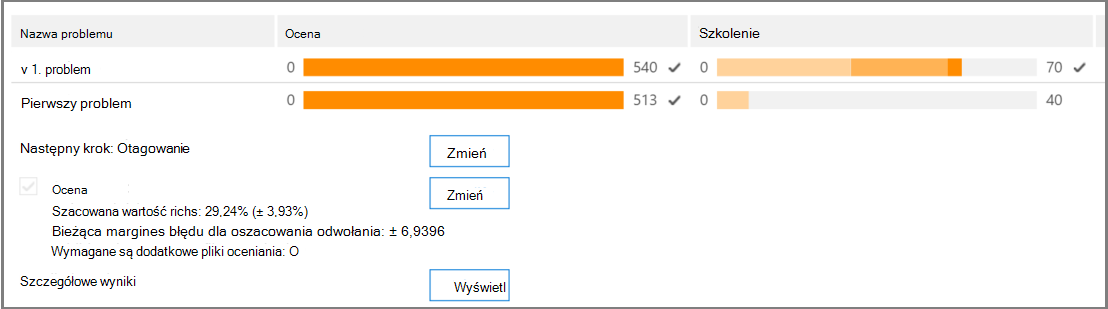 Nazwa problemu Ocena Szkolenie
v 1. problem 0 540 0 70
Pierwszy problem 0 513 0 40
Następny krok: Otagowanie Zmień
Ocena Zmień
Szacowana wartość richs: 29,24% (± 3,93%)
Bieżąca margines błędu dla oszacowania odwołania: ± 6,9396
Wymagane są dodatkowe pliki oceniania: O
Szczegółowe wyniki Wyświetl